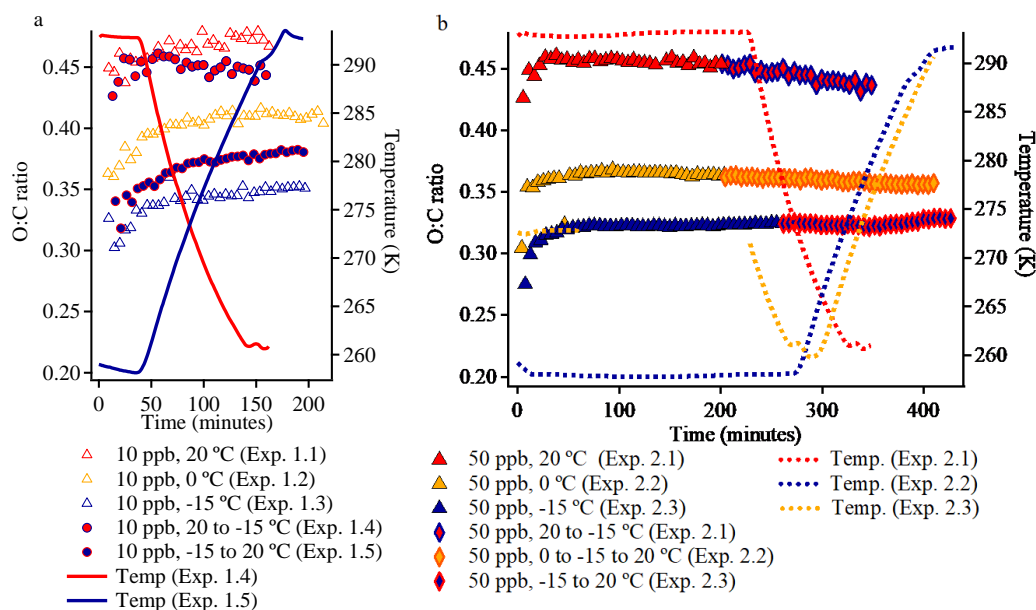 a
0.45
0.40
0.35
0.30
0.25
0.20
O:C ratio
290
285
280
275
270
265
260
Temperature (K)
0
50
100
150
200
Time (minutes)
10 ppb, 20 ºC (Exp. 1.1)
10 ppb, 0 ºC (Exp. 1.2)
10 ppb, -15 ºC (Exp. 1.3)
10 ppb, 20 to -15 ºC (Exp. 1.4)
10 ppb, -15 to 20 ºC (Exp. 1.5)
Temp (Exp. 1.4)
Temp (Exp. 1.5)
b
0.45
0.40
0.35
0.30
0.25
0.20
O:C ratio
290
285
280
275
270
265
260
Temperature (K)
0
100
200
300
400
Time (minutes)
50 ppb, 20 ºC (Exp. 2.1)
50 ppb, 0 ºC (Exp. 2.2)
50 ppb, -15 ºC (Exp. 2.3)
50 ppb, 20 to -15 ºC (Exp. 2.1)
50 ppb, 0 to -15 to 20 ºC (Exp. 2.2)
50 ppb, -15 to 20 ºC (Exp. 2.3)
Temp. (Exp. 2.1)
Temp. (Exp. 2.2)
Temp. (Exp. 2.3)